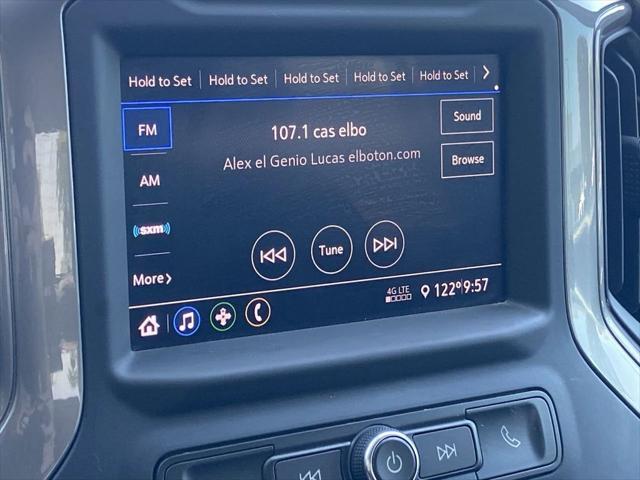 Hold to Set Hold to Set Hold to Set Hold to Set Hold to Set
FM
107.1 cas elbo
Sound
Alex el Genio Lucas elboton.com
Browse
AM
sxm
Tune
More
4G LTE
122° 9:57